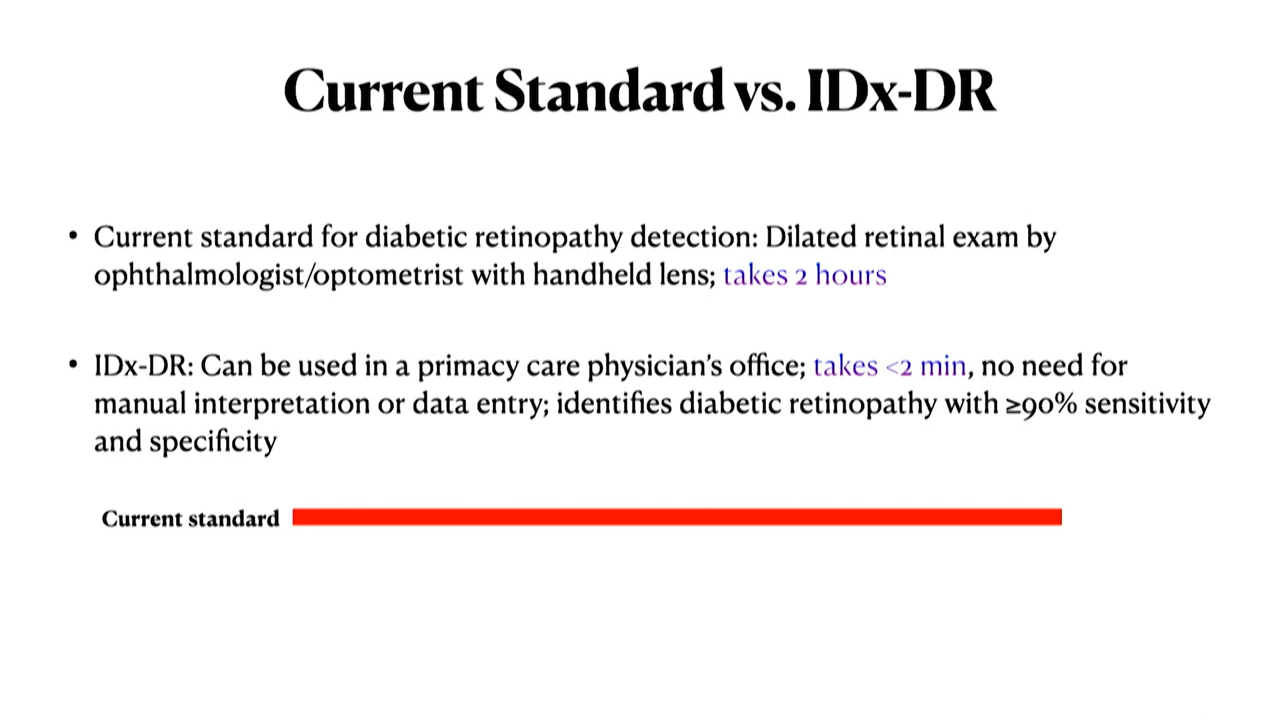 Current Standard vs. IDx-DR
• Current standard for diabetic retinopathy detection: Dilated retinal exam by
ophthalmologist/optometrist with handheld lens; takes 2 hours
• IDx-DR: Can be used in a primacy care physician’s office; takes <2 min, no need for
manual interpretation or data entry; identifies diabetic retinopathy with ≥90% sensitivity
and specificity
Current standard